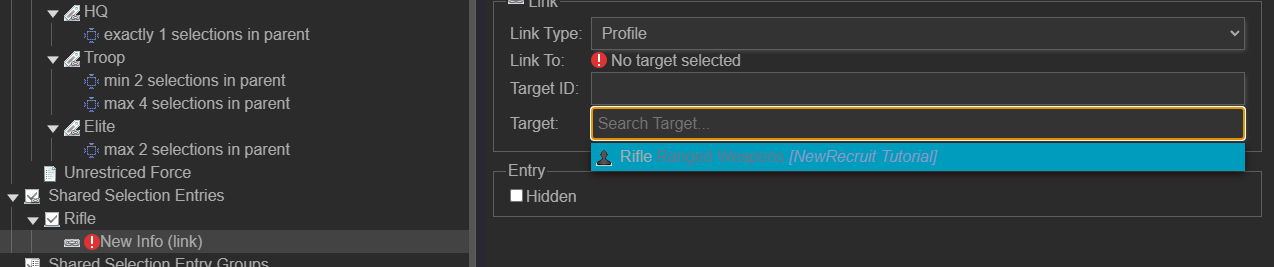 HQ
exactly 1 selections in parent
Troop
min 2 selections in parent
max 4 selections in parent
Elite
max 2 selections in parent
Unrestriced Force
Shared Selection Entries
Rifle
New Info (link)
Shared Selection Entry Groups
Link
Link Type: Profile
Link To: No target selected
Target ID:
Target: Search Target...
Rifle Ranged Weapons [NewRecruit Tutorial]
Entry
Hidden